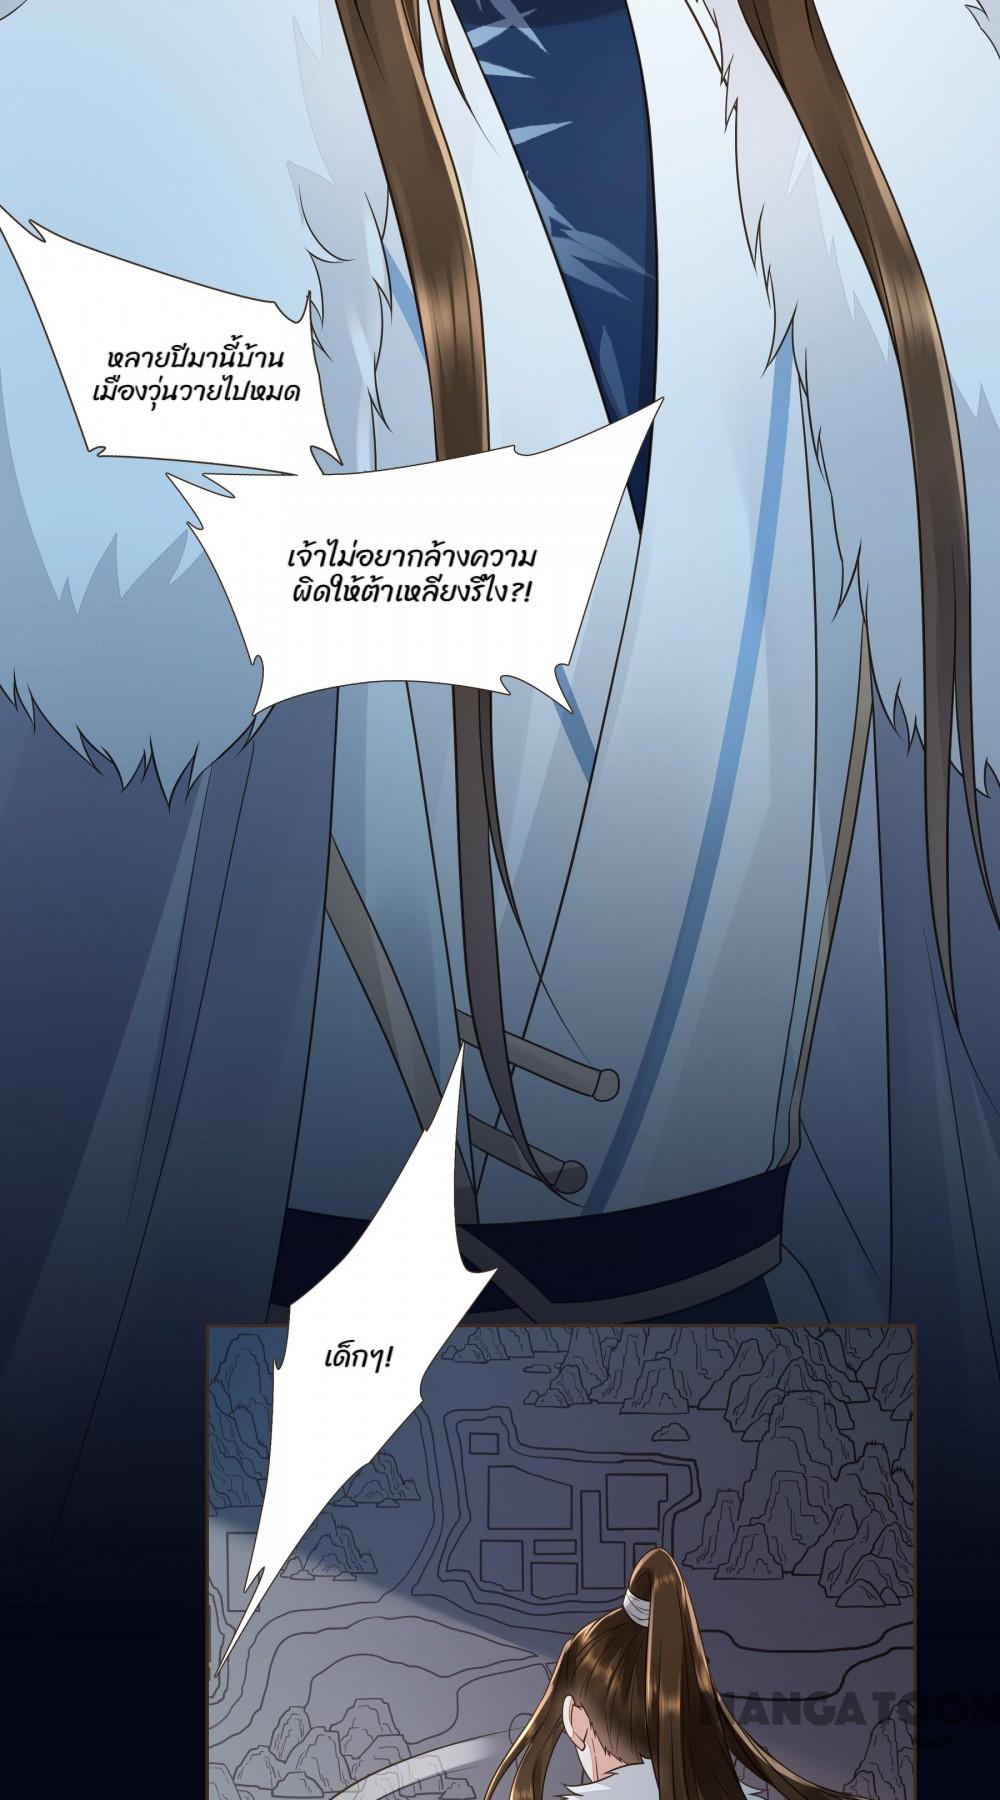 หลายปีมานี้บ้าน
เมืองวุ่นวายไปหมด
เจ้าไม่อยากล้างความ
ผิดให้ต้าเหลียงรึไง?!
เด็กๆ!
MANGATOON